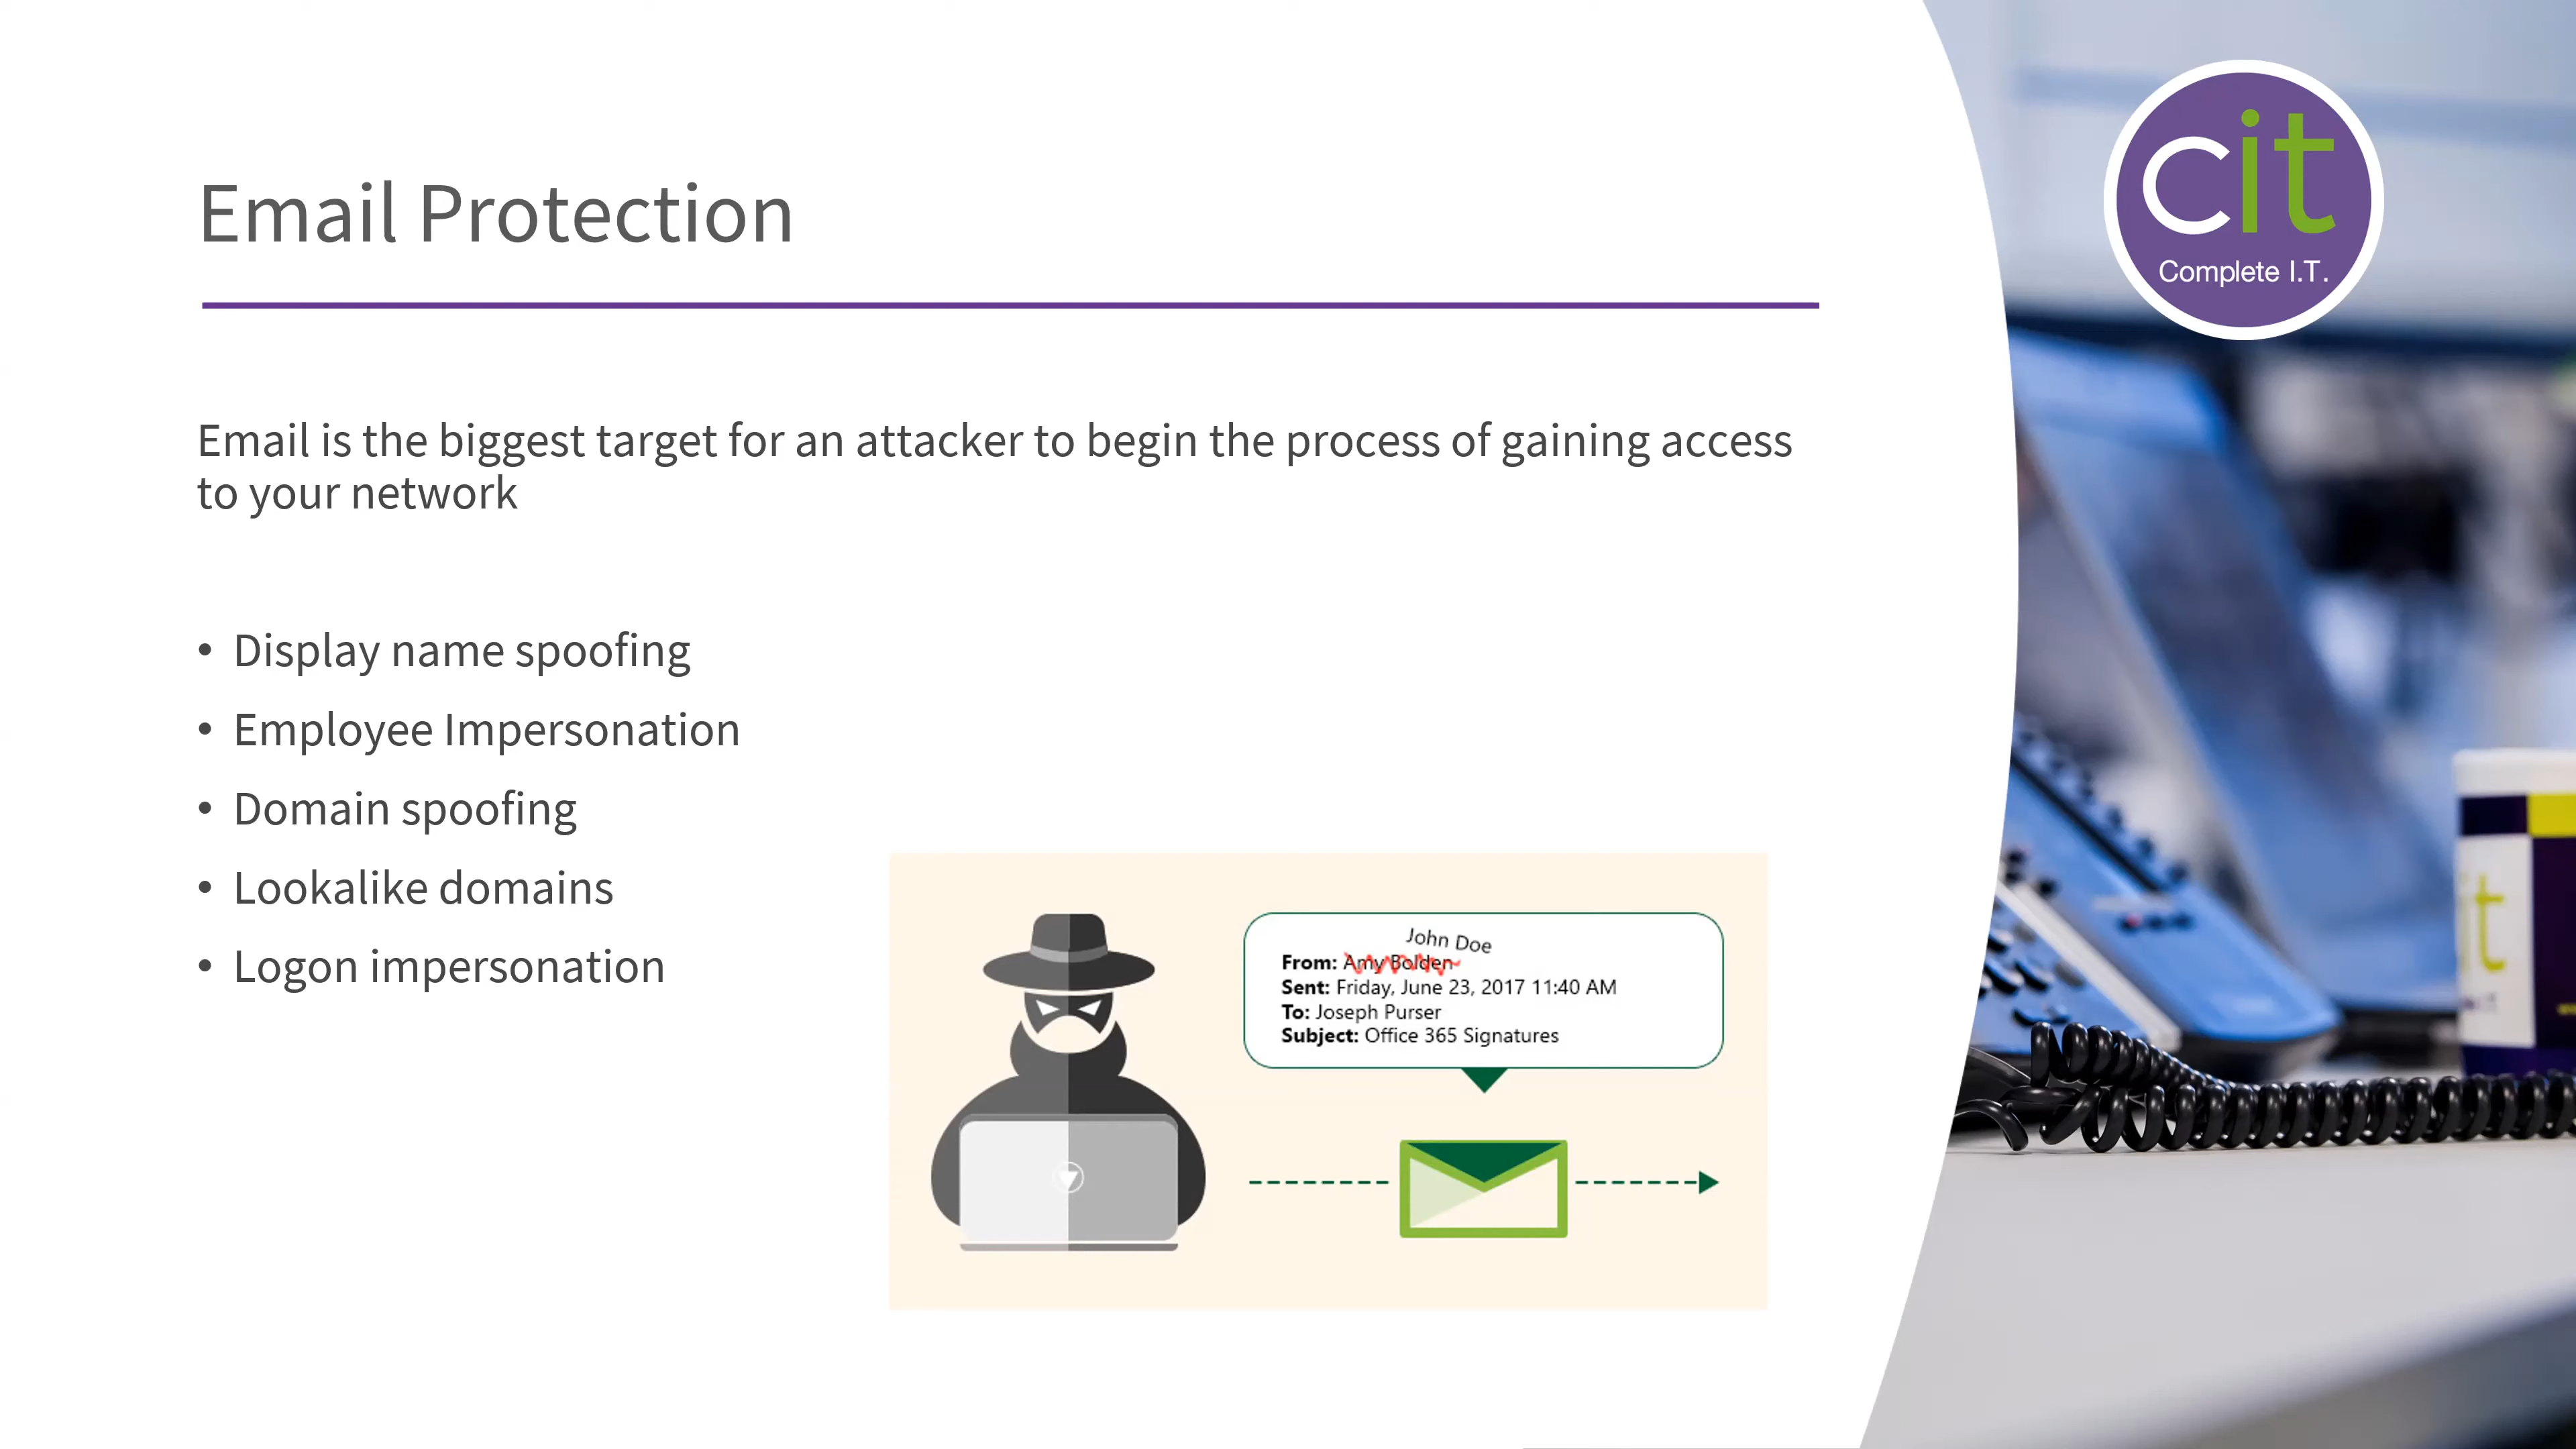 Email Protection
cit
Complete I.T.
Email is the biggest target for an attacker to begin the process of gaining access
to your network
• Display name spoofing
• Employee Impersonation
• Domain spoofing
• Lookalike domains
• Logon impersonation
John Doe
From: Amy Bolden
Sent: Friday, June 23, 2017 11:40 AM
To: Joseph Purser
Subject: Office 365 Signatures
it